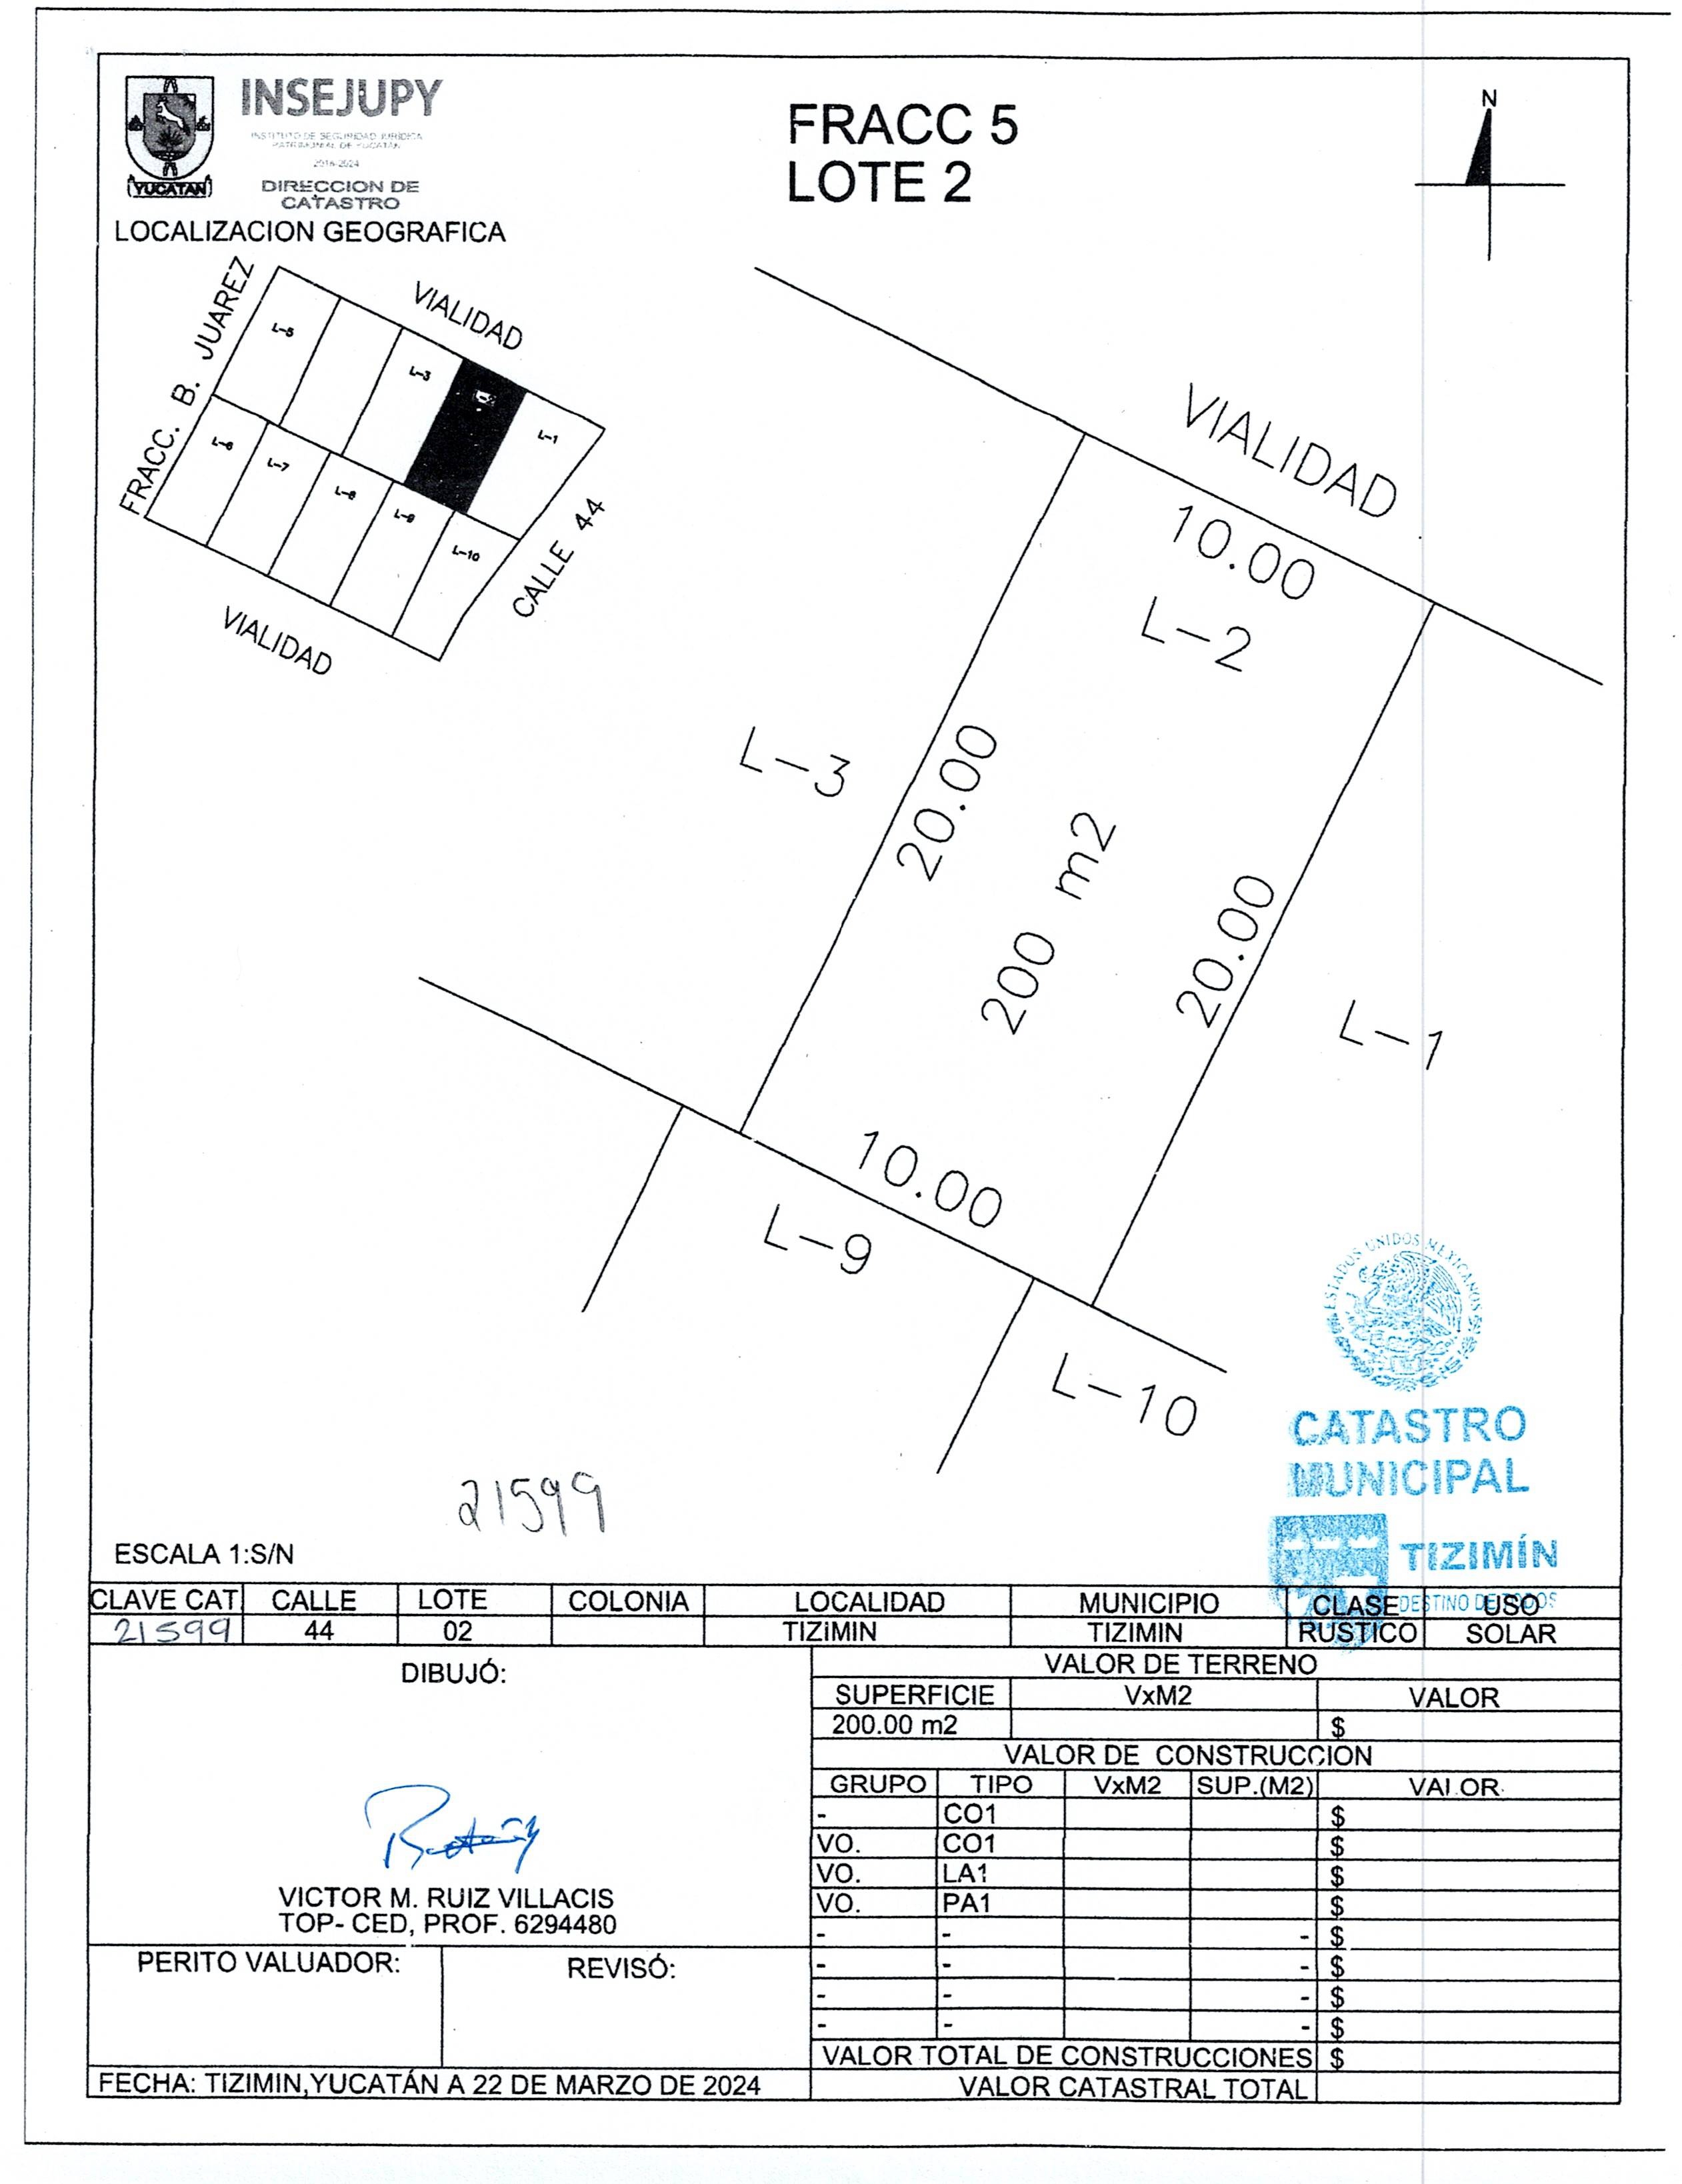 INSEJUPY
INSTITUTO DE SEGURIDAD JURÍDICA
PATRIMONIAL DE YUCATÁN
2018-2024
DIRECCION DE
CATASTRO
YUCATAN
FRACC 5
LOTE 2
N
LOCALIZACION GEOGRAFICA
FRACC. B. JUAREZ
VIALIDAD
L-5
L-3
L-1
L-6
L-7
L-8
L-9
L-10
CALLE 44
VIALIDAD
VIALIDAD
10.00
L-2
L-3
20.00
200 m2
20.00
L-1
10.00
L-9
L-10
ESTADOS UNIDOS MEXICANOS
CATASTRO
MUNICIPAL
TIZIMÍN
DESTINO DE TODOS
21599
ESCALA 1:S/N
CLAVE CAT CALLE LOTE COLONIA LOCALIDAD MUNICIPIO CLASE USO
21599 44 02 TIZIMIN TIZIMIN RUSTICO SOLAR
DIBUJÓ:
VICTOR M. RUIZ VILLACIS
TOP- CED, PROF. 6294480
PERITO VALUADOR: REVISÓ:
FECHA: TIZIMIN,YUCATÁN A 22 DE MARZO DE 2024
VALOR DE TERRENO
SUPERFICIE VxM2 VALOR
200.00 m2 $
VALOR DE CONSTRUCCION
GRUPO TIPO VxM2 SUP.(M2) VALOR
- CO1 $
VO. CO1 $
VO. LA1 $
VO. PA1 $
- - - $
- - - $
- - - $
- - - $
VALOR TOTAL DE CONSTRUCCIONES $
VALOR CATASTRAL TOTAL